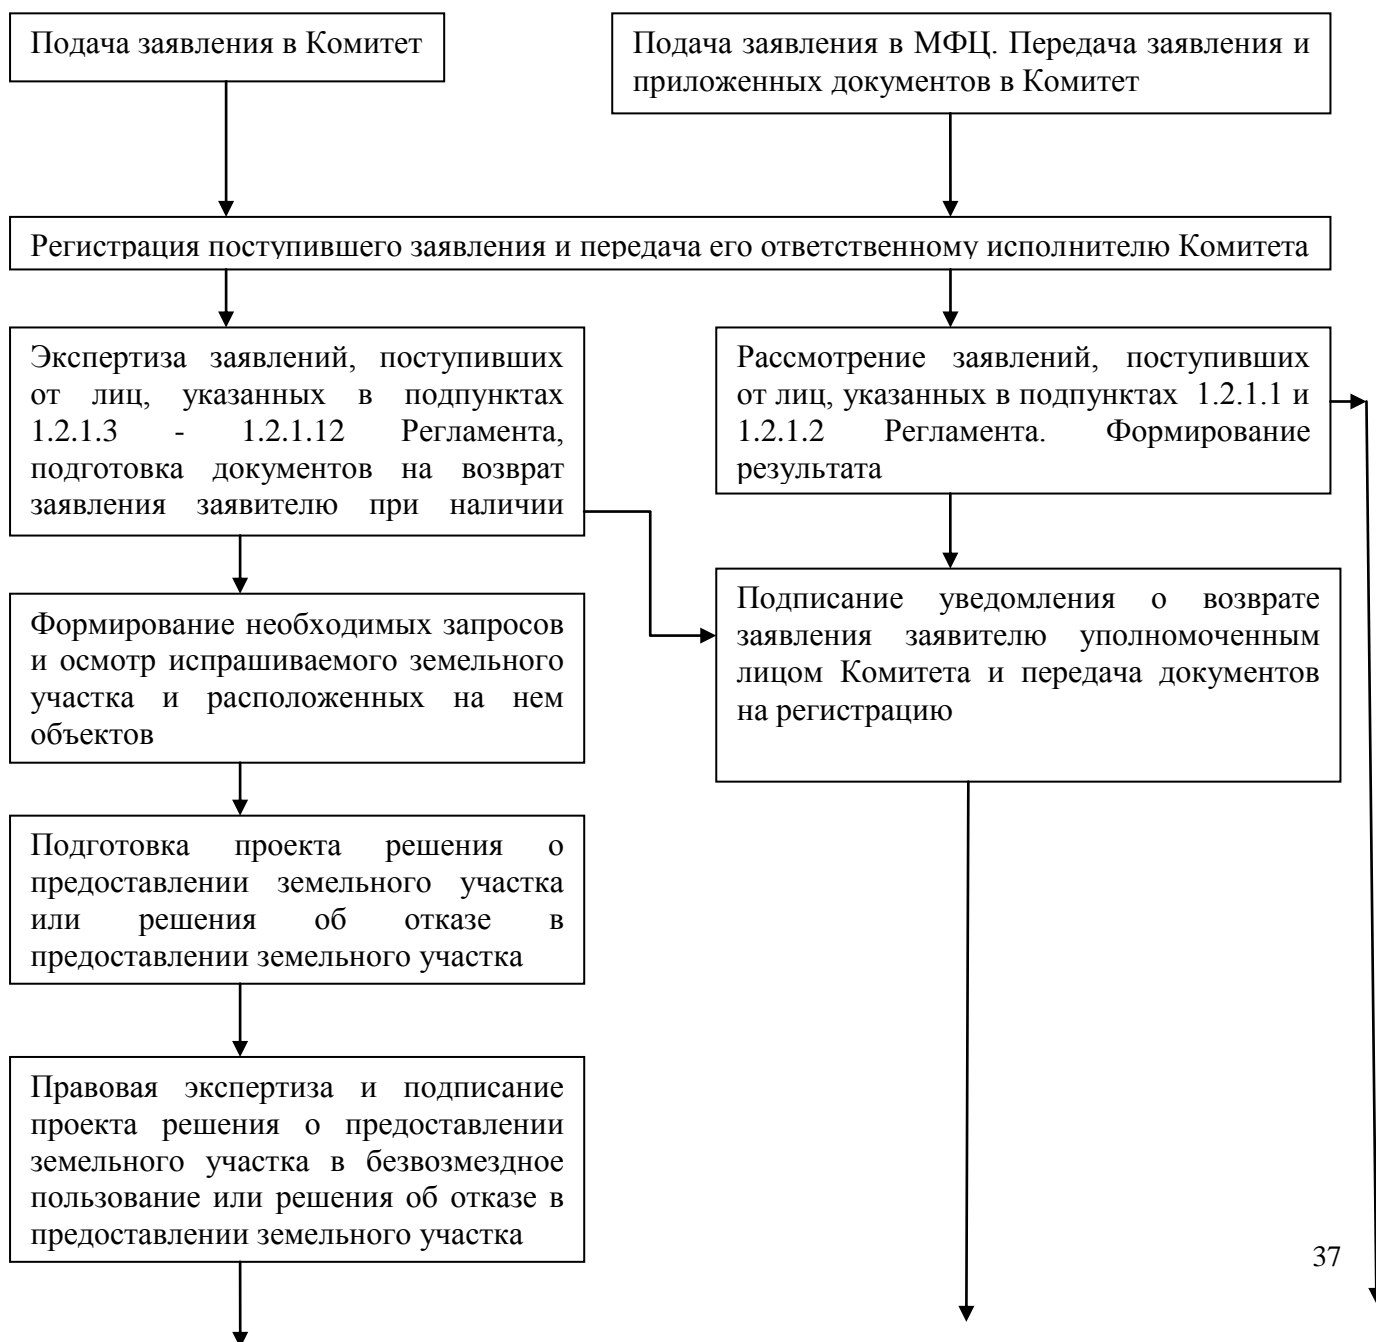 Подача заявления в Комитет
Подача заявления в МФЦ. Передача заявления и
приложенных документов в Комитет
Регистрация поступившего заявления и передача его ответственному исполнителю Комитета
Экспертиза заявлений, поступивших
от лиц, указанных в подпунктах
1.2.1.3 - 1.2.1.12 Регламента,
подготовка документов на возврат
заявления заявителю при наличии
Рассмотрение заявлений, поступивших
от лиц, указанных в подпунктах 1.2.1.1 и
1.2.1.2 Регламента. Формирование
результата
Формирование необходимых запросов
и осмотр испрашиваемого земельного
участка и расположенных на нем
объектов
Подписание уведомления о возврате
заявления заявителю уполномоченным
лицом Комитета и передача документов
на регистрацию
Подготовка проекта решения о
предоставлении земельного участка
или решения об отказе в
предоставлении земельного участка
Правовая экспертиза и подписание
проекта решения о предоставлении
земельного участка в безвозмездное
пользование или решения об отказе в
предоставлении земельного участка
37